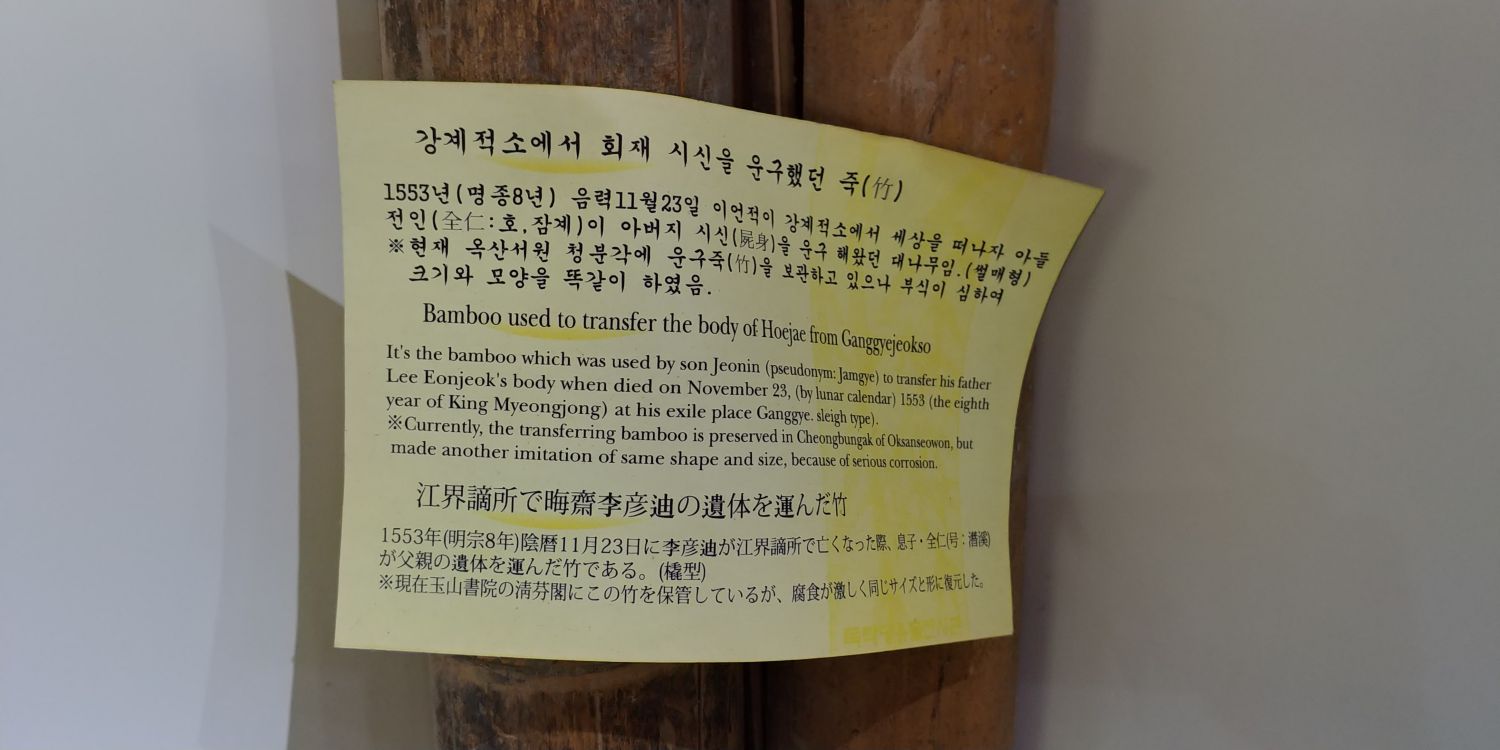 강계적소에서 회재 시신을 운구했던 죽(竹)
1553년(명종8년) 음력11월23일 이언적이 강계적소에서 세상을 떠나자 아들
전인(全仁:호,잠계)이 아버지 시신(屍身)을 운구 해왔던 대나무임.(썰매형)
※현재 옥산서원 청분각에 운구죽(竹)을 보관하고 있으나 부식이 심하여
크기와 모양을 똑같이 하였음.
Bamboo used to transfer the body of Hoejae from Ganggyejeokso
It's the bamboo which was used by son Jeonin (pseudonym: Jamgye) to transfer his father
Lee Eonjeok's body when died on November 23, (by lunar calendar) 1553 (the eighth
year of King Myeongjong) at his exile place Ganggye. sleigh type).
※Currently, the transferring bamboo is preserved in Cheongbungak of Oksanseowon, but
made another imitation of same shape and size, because of serious corrosion.
江界謫所で晦齋李彦迪の遺体を運んだ竹
1553年(明宗8年)陰暦11月23日に李彦迪が江界謫所で亡くなった際、息子・全仁(号：潛溪)
が父親の遺体を運んだ竹である。(橇型)
※現在玉山書院の淸芬閣にこの竹を保管しているが、腐食が激しく同じサイズと形に復元した。